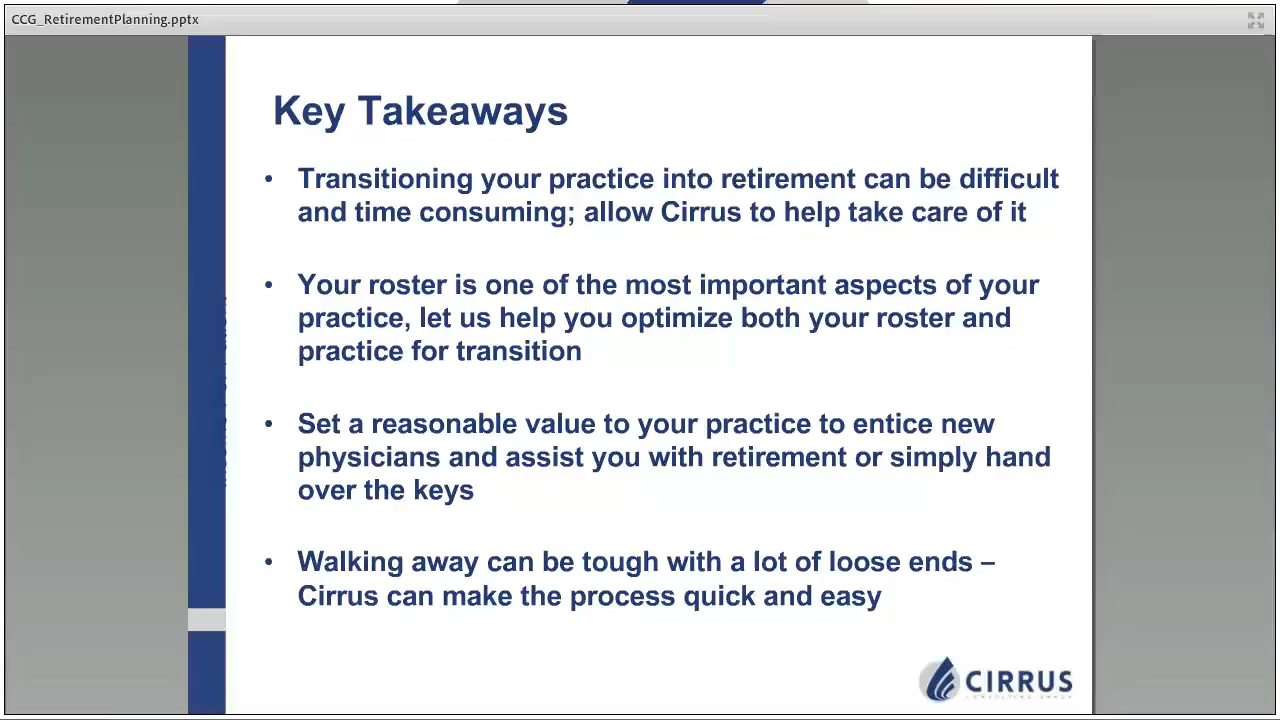 CCG_RetirementPlanning.pptx
Key Takeaways
• Transitioning your practice into retirement can be difficult
and time consuming; allow Cirrus to help take care of it
• Your roster is one of the most important aspects of your
practice, let us help you optimize both your roster and
practice for transition
• Set a reasonable value to your practice to entice new
physicians and assist you with retirement or simply hand
over the keys
• Walking away can be tough with a lot of loose ends –
Cirrus can make the process quick and easy
CIRRUS